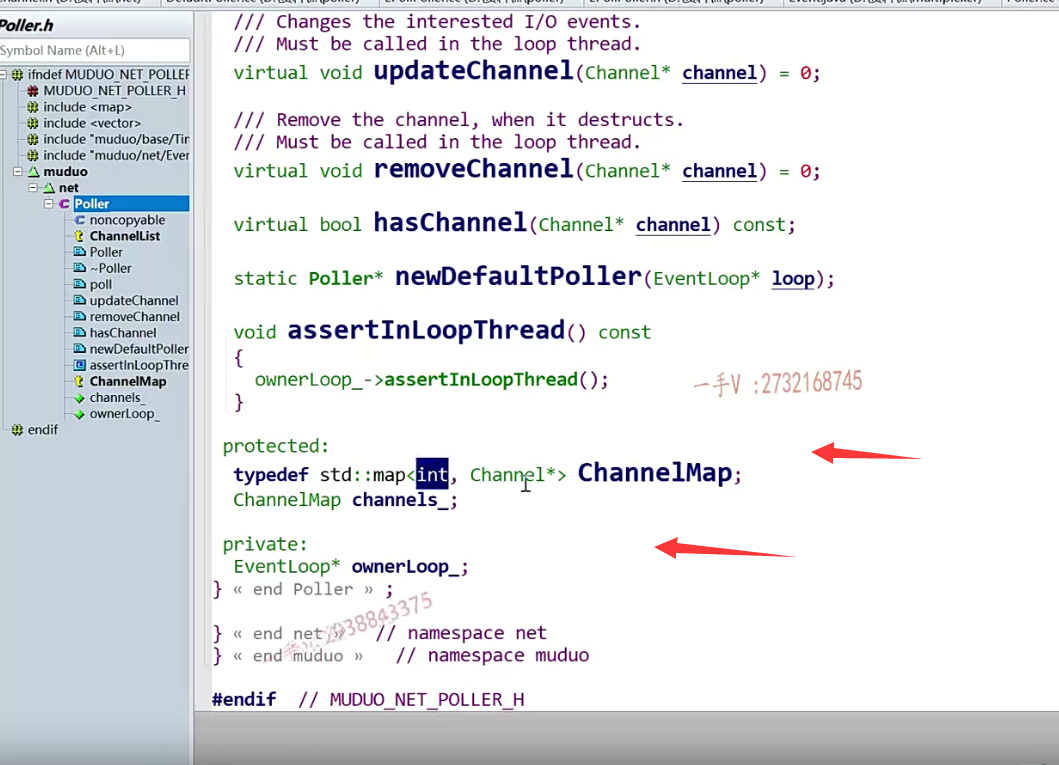 Poller.h
Symbol Name (Alt+L)
ifndef MUDUO_NET_POLLER
MUDUO_NET_POLLER_H
include <map>
include <vector>
include "muduo/base/Tin
include "muduo/net/Even
muduo
net
Poller
noncopyable
ChannelList
Poller
~Poller
poll
updateChannel
removeChannel
hasChannel
newDefaultPoller
assertInLoopThre
ChannelMap
channels_
ownerLoop_
endif
/// Changes the interested I/O events.
/// Must be called in the loop thread.
virtual void updateChannel(Channel* channel) = 0;
/// Remove the channel, when it destructs.
/// Must be called in the loop thread.
virtual void removeChannel(Channel* channel) = 0;
virtual bool hasChannel(Channel* channel) const;
static Poller* newDefaultPoller(EventLoop* loop);
void assertInLoopThread() const
{
ownerLoop_->assertInLoopThread();
}
一手V :2732168745
protected:
typedef std::map<int, Channel*> ChannelMap;
ChannelMap channels_;
private:
EventLoop* ownerLoop_;
} « end Poller » ;
} « end net » // namespace net
} « end muduo » // namespace muduo
#endif // MUDUO_NET_POLLER_H